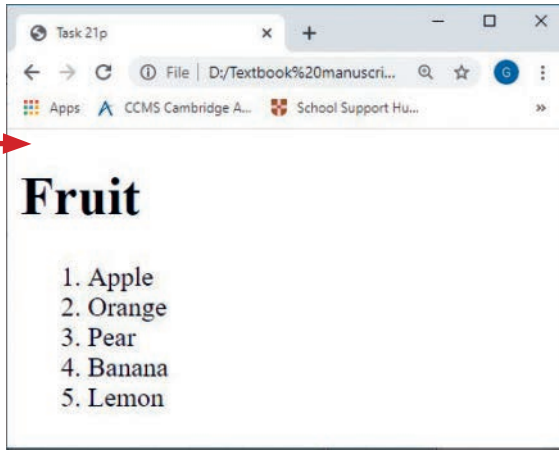 Task 21p
File | D:/Textbook%20manuscri...
G
Apps CCMS Cambridge A... School Support Hu...
Fruit
1. Apple
2. Orange
3. Pear
4. Banana
5. Lemon